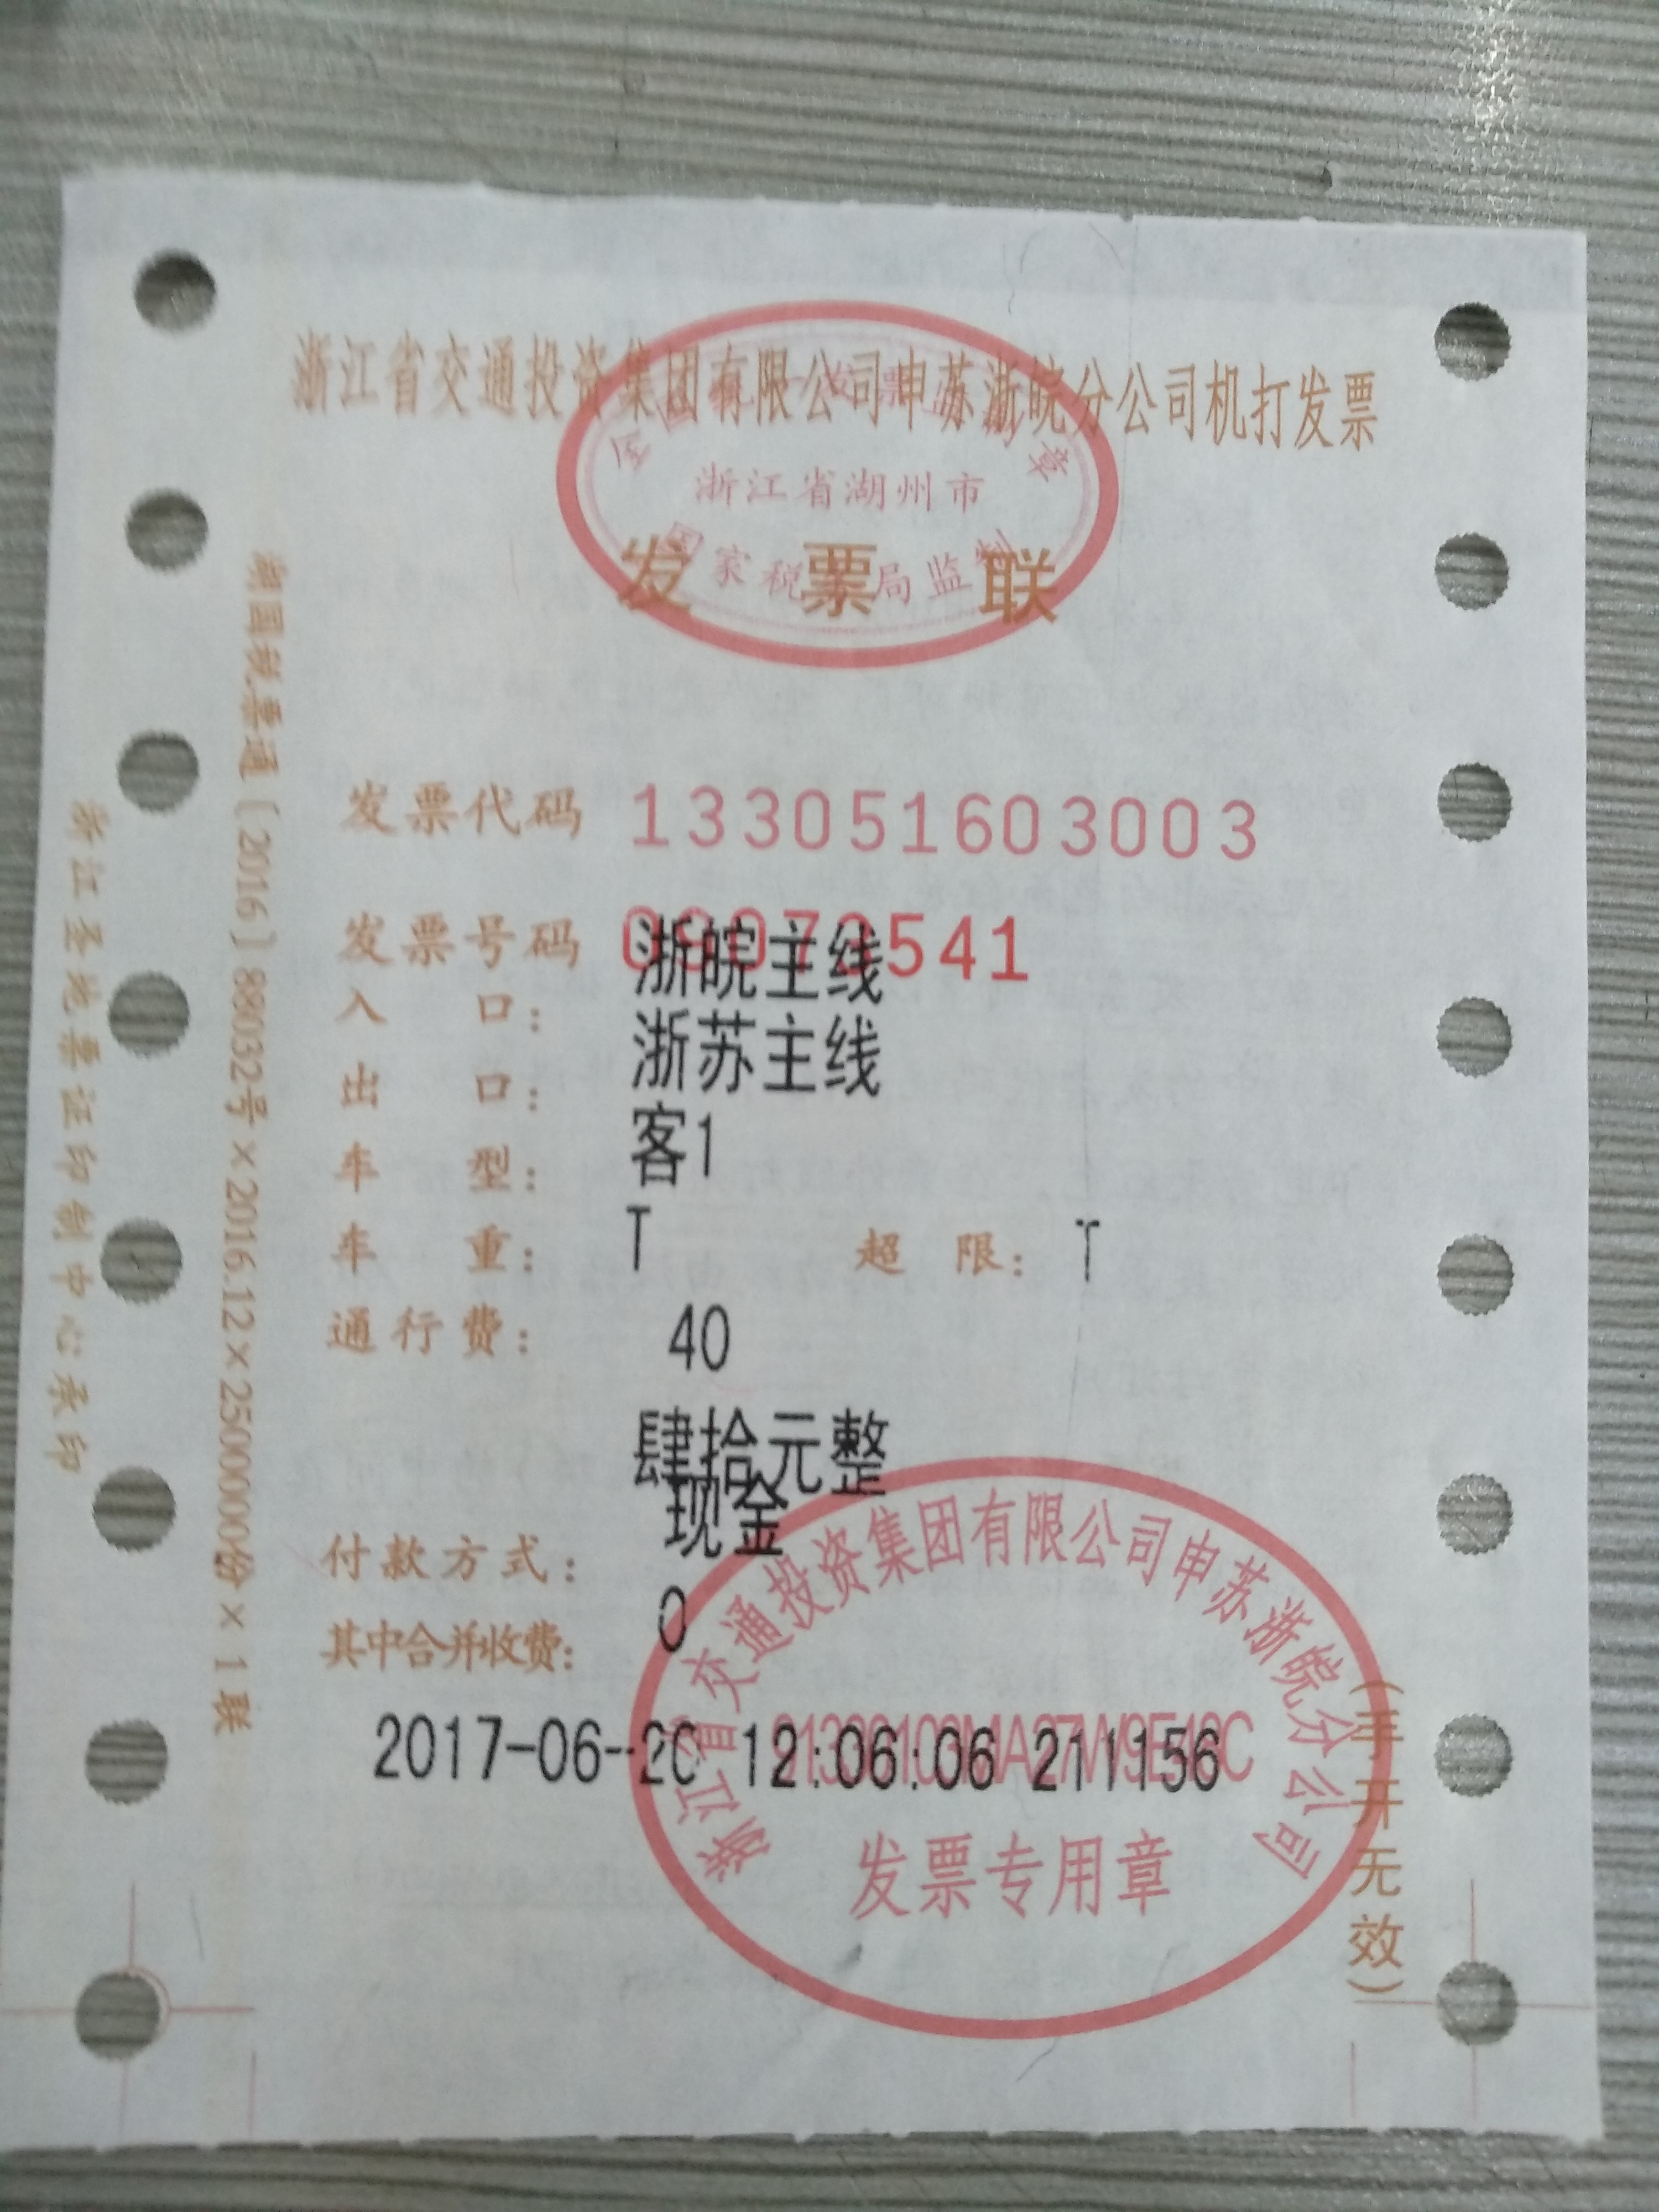 浙江省交通投资集团有限公司申苏浙皖分公司机打发票
全国统一发票监制章
浙江省湖州市
国家税务局监制
发票联
发票代码 133051603003
发票号码
入口: 浙皖主线
出口: 浙苏主线
车型: 客1
车重: T 超限: T
通行费: 40
肆拾元整
付款方式: 现金
其中合并收费: 0
2017-06-20 12:06:06 211156
浙江省交通投资集团有限公司申苏浙皖分公司
发票专用章
(手开无效)
湖国税票通〔2016〕88032号×2016.12×25000000份×1联
浙江圣地票证印制中心承印